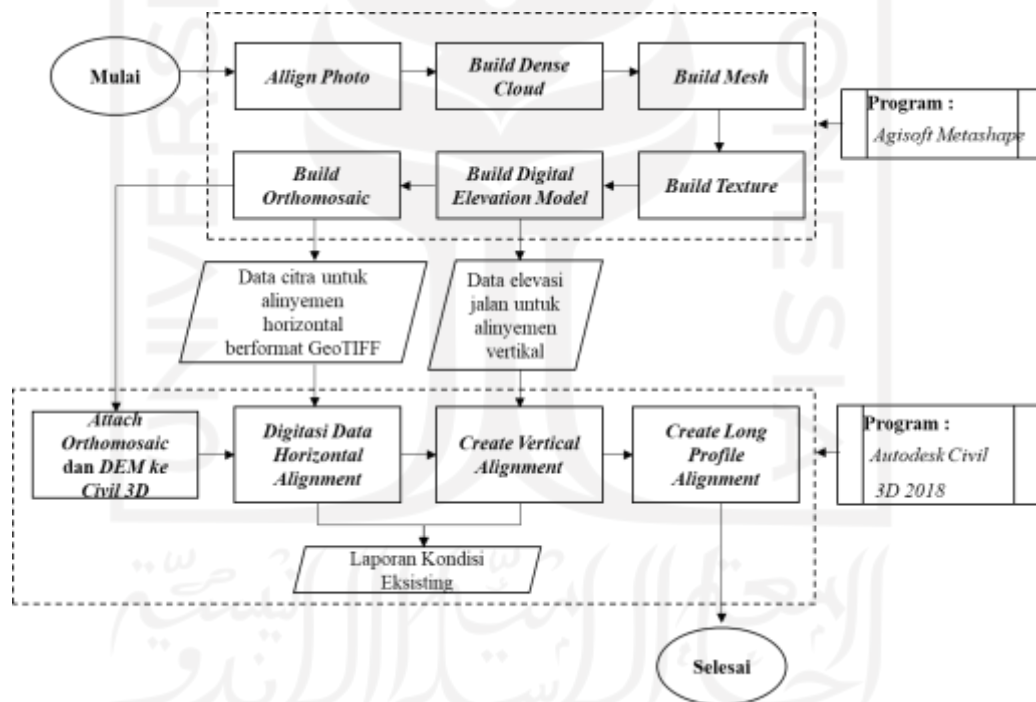 Mulai
Allign Photo
Build Dense
Cloud
Build Mesh
Program :
Agisoft Metashape
Build
Orthomosaic
Build Digital
Elevation Model
Build Texture
Data citra untuk
alinyemen
horizontal
berformat GeoTIFF
Data elevasi
jalan untuk
alinyemen
vertikal
Attach
Orthomosaic
dan DEM ke
Civil 3D
Digitasi Data
Horizontal
Alignment
Create Vertical
Alignment
Create Long
Profile
Alignment
Program :
Autodesk Civil
3D 2018
Laporan Kondisi
Eksisting
Selesai